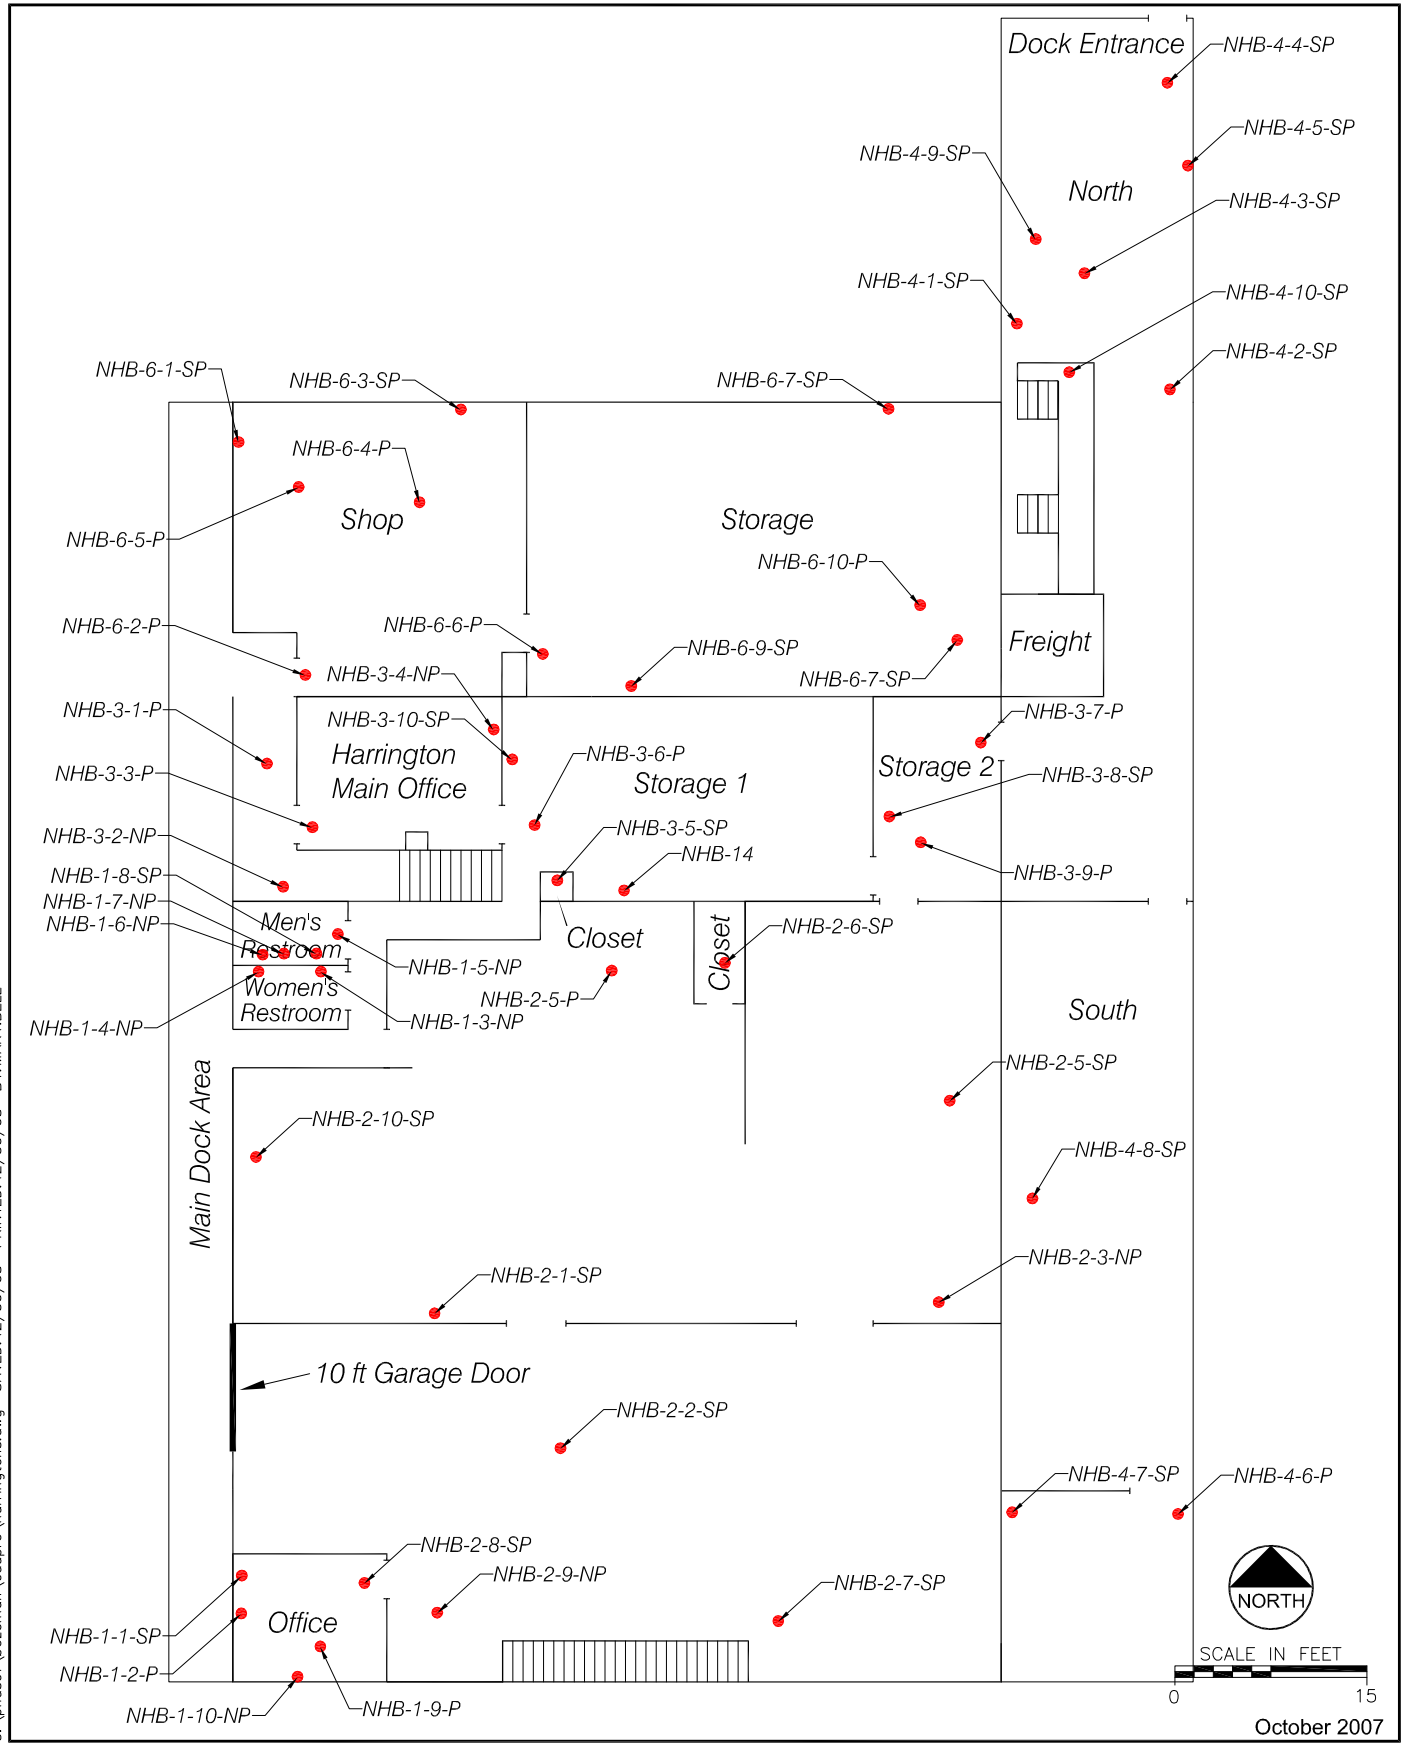 Dock Entrance
NHB-4-4-SP
NHB-4-5-SP
NHB-4-9-SP
North
NHB-4-3-SP
NHB-4-1-SP
NHB-4-10-SP
NHB-4-2-SP
NHB-6-1-SP
NHB-6-3-SP
NHB-6-7-SP
NHB-6-4-P
Shop
Storage
NHB-6-5-P
NHB-6-10-P
NHB-6-2-P
NHB-6-6-P
NHB-6-9-SP
Freight
NHB-3-4-NP
NHB-6-7-SP
NHB-3-1-P
NHB-3-10-SP
NHB-3-7-P
Harrington
Main Office
NHB-3-6-P
Storage 1
Storage 2
NHB-3-3-P
NHB-3-8-SP
NHB-3-2-NP
NHB-3-5-SP
NHB-14
NHB-3-9-P
NHB-1-8-SP
NHB-1-7-NP
NHB-1-6-NP
Men's
Restroom
Closet
Closet
NHB-2-6-SP
NHB-1-5-NP
Women's
Restroom
NHB-2-5-P
NHB-1-4-NP
NHB-1-3-NP
South
NHB-2-5-SP
Main Dock Area
NHB-2-10-SP
NHB-4-8-SP
NHB-2-3-NP
NHB-2-1-SP
10 ft Garage Door
NHB-2-2-SP
NHB-4-7-SP
NHB-4-6-P
NHB-2-8-SP
NHB-2-9-NP
NHB-2-7-SP
Office
NHB-1-1-SP
NHB-1-2-P
NHB-1-10-NP
NHB-1-9-P
NORTH
SCALE IN FEET
0 15
October 2007